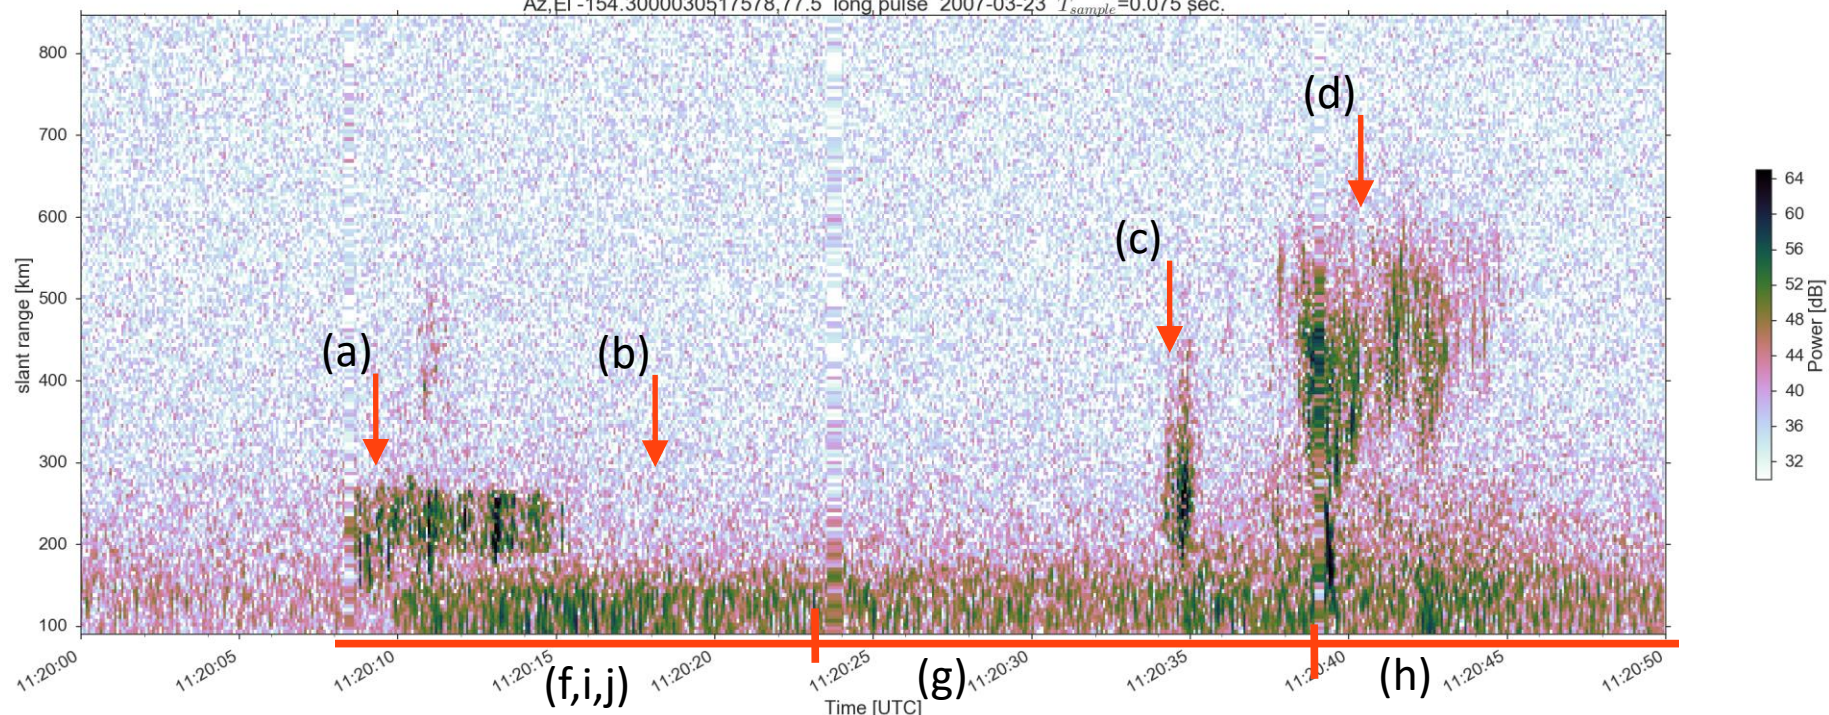 Az,El -154.3000030517578,77.5 long pulse 2007-03-23 T_sample=0.075 sec.
800
700
600
500
400
300
200
100
slant range [km]
(a)
(b)
(c)
(d)
64
60
56
52
48
44
40
36
32
Power [dB]
11:20:00
11:20:05
11:20:10
11:20:15
11:20:20
11:20:25
11:20:30
11:20:35
11:20:40
11:20:45
11:20:50
(f,i,j)
(g)
(h)
Time [UTC]